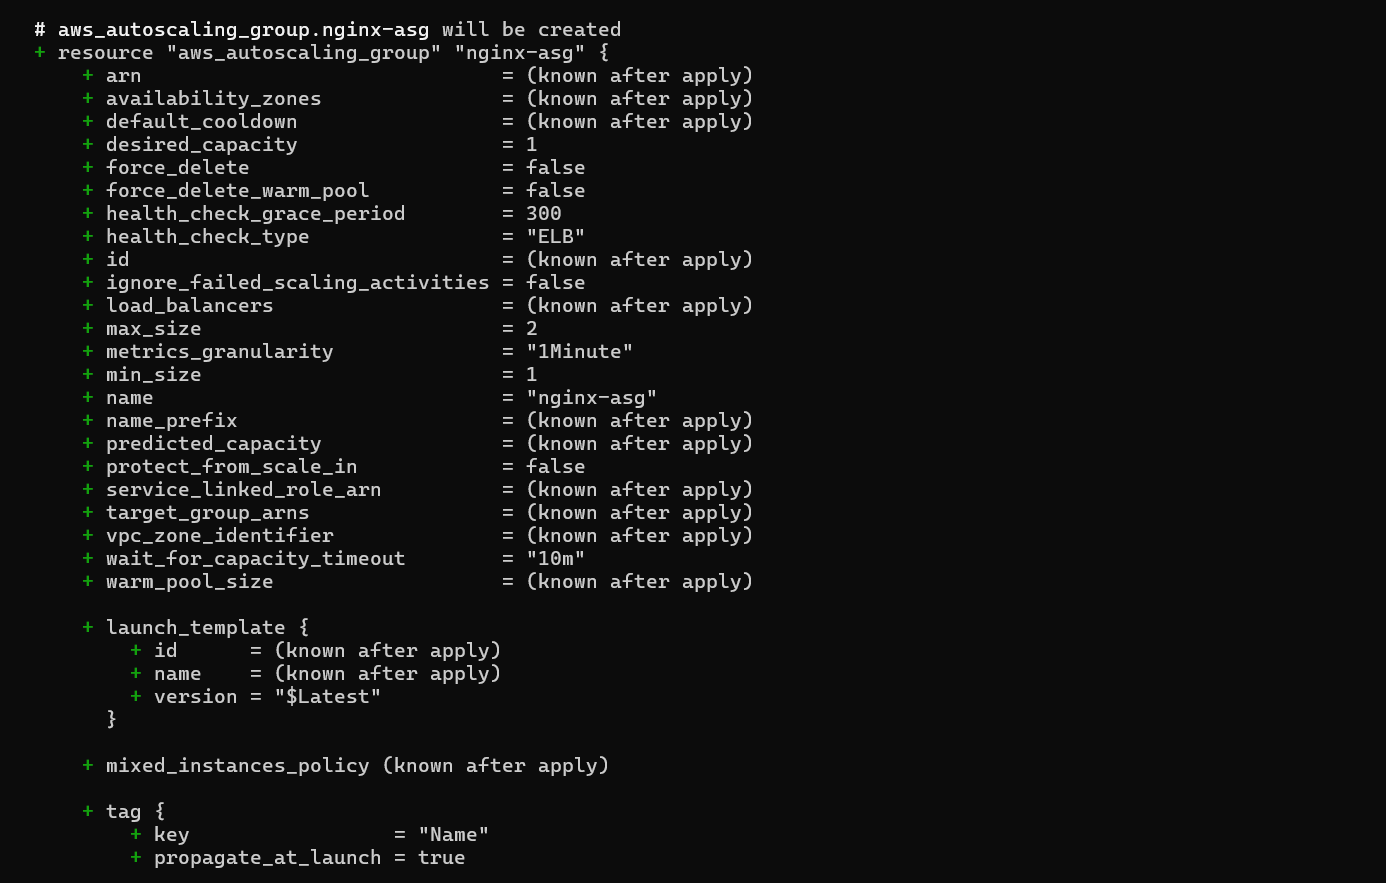 # aws_autoscaling_group.nginx-asg will be created
+ resource "aws_autoscaling_group" "nginx-asg" {
    + arn                              = (known after apply)
    + availability_zones               = (known after apply)
    + default_cooldown                 = (known after apply)
    + desired_capacity                 = 1
    + force_delete                     = false
    + force_delete_warm_pool           = false
    + health_check_grace_period        = 300
    + health_check_type                = "ELB"
    + id                               = (known after apply)
    + ignore_failed_scaling_activities = false
    + load_balancers                   = (known after apply)
    + max_size                         = 2
    + metrics_granularity              = "1Minute"
    + min_size                         = 1
    + name                             = "nginx-asg"
    + name_prefix                      = (known after apply)
    + predicted_capacity               = (known after apply)
    + protect_from_scale_in            = false
    + service_linked_role_arn          = (known after apply)
    + target_group_arns                = (known after apply)
    + vpc_zone_identifier              = (known after apply)
    + wait_for_capacity_timeout        = "10m"
    + warm_pool_size                   = (known after apply)

    + launch_template {
        + id      = (known after apply)
        + name    = (known after apply)
        + version = "$Latest"
      }

    + mixed_instances_policy (known after apply)

    + tag {
        + key                 = "Name"
        + propagate_at_launch = true